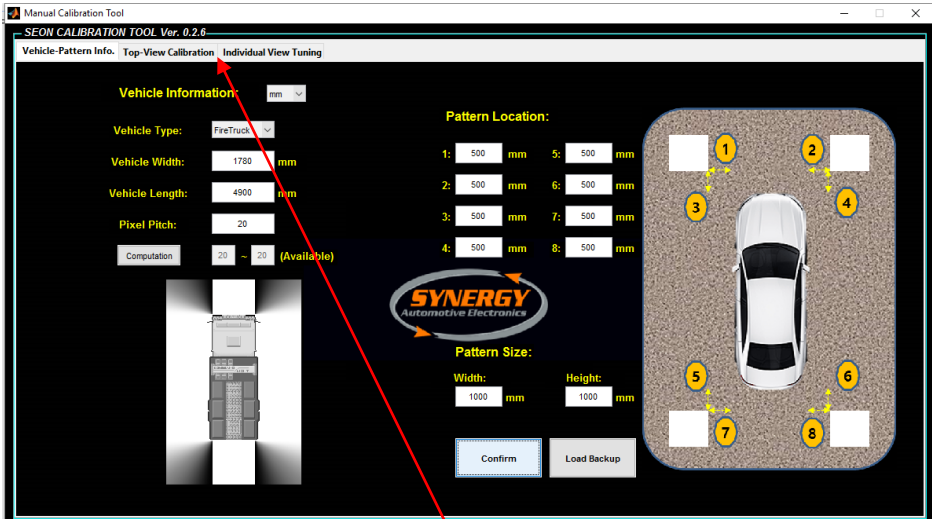 Manual Calibration Tool
SEON CALIBRATION TOOL Ver. 0.2.6
Vehicle-Pattern Info. Top-View Calibration Individual View Tuning
Vehicle Information: mm
Vehicle Type: FireTruck
Vehicle Width: 1780 mm
Vehicle Length: 4900 mm
Pixel Pitch: 20
Computation 20 ~ 20 (Available)
Pattern Location:
1: 500 mm 5: 500 mm
2: 500 mm 6: 500 mm
3: 500 mm 7: 500 mm
4: 500 mm 8: 500 mm
SYNERGY
Automotive Electronics
Pattern Size:
Width: Height:
1000 mm 1000 mm
Confirm Load Backup
1 2
3 4
5 6
7 8